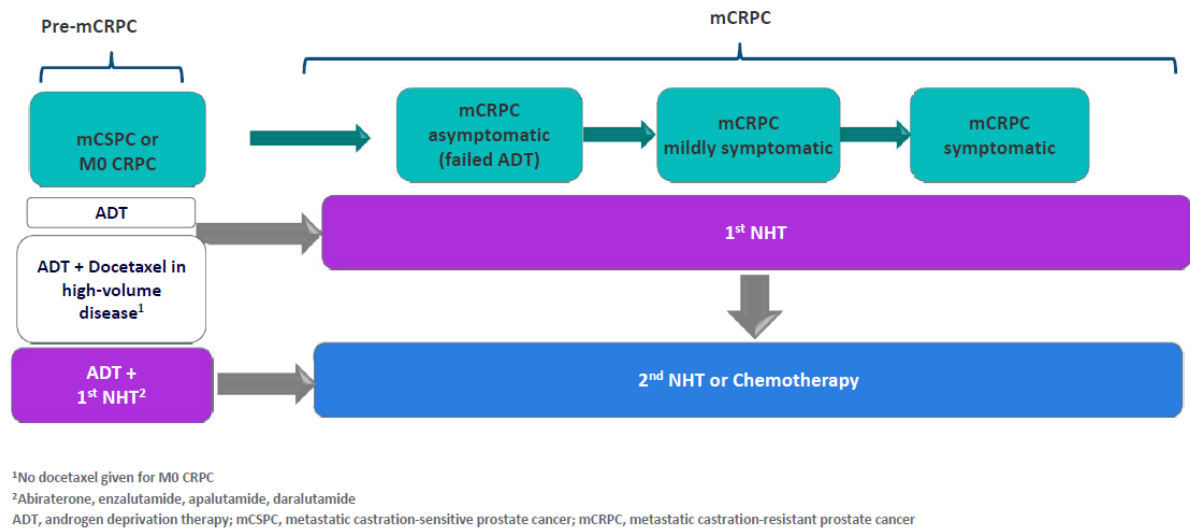 Pre-mCRPC
mCRPC
mCSPC or
M0 CRPC
mCRPC
asymptomatic
(failed ADT)
mCRPC
mildly symptomatic
mCRPC
symptomatic
ADT
1st NHT
ADT + Docetaxel in
high-volume
disease1
ADT +
1st NHT2
2nd NHT or Chemotherapy
1No docetaxel given for M0 CRPC
2Abiraterone, enzalutamide, apalutamide, daralutamide
ADT, androgen deprivation therapy; mCSPC, metastatic castration-sensitive prostate cancer; mCRPC, metastatic castration-resistant prostate cancer